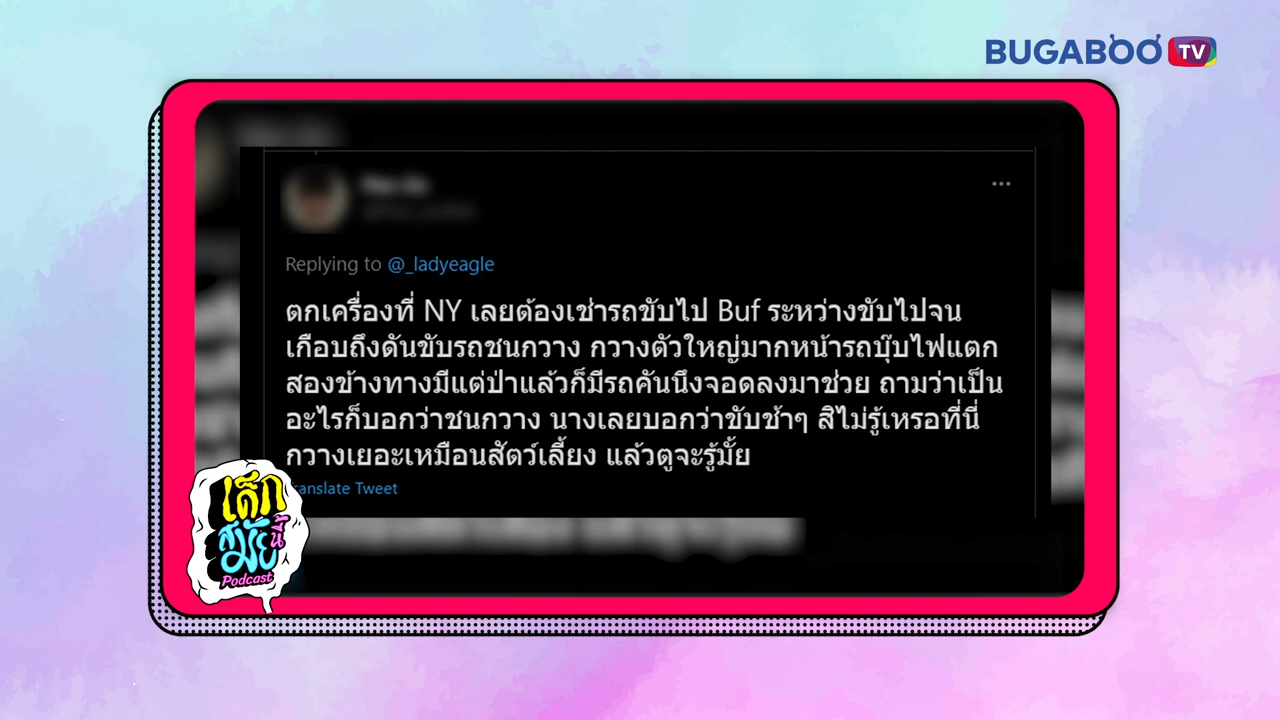 BUGABOO TV
Replying to @_ladyeagle
ตกเครื่องที่ NY เลยต้องเช่ารถขับไป Buf ระหว่างขับไปจน
เกือบถึงดันขับรถชนกวาง กวางตัวใหญ่มากหน้ารถบุ๊บไฟแตก
สองข้างทางมีแต่ป่าแล้วก็มีรถคันนึงจอดลงมาช่วย ถามว่าเป็น
อะไรก็บอกว่าชนกวาง นางเลยบอกว่าขับช้าๆ สิไม่รู้เหรอที่นี่
กวางเยอะเหมือนสัตว์เลี้ยง แล้วตูจะรู้มั้ย
ranslate Tweet
เด็ก
สมัยนี้
Podcast